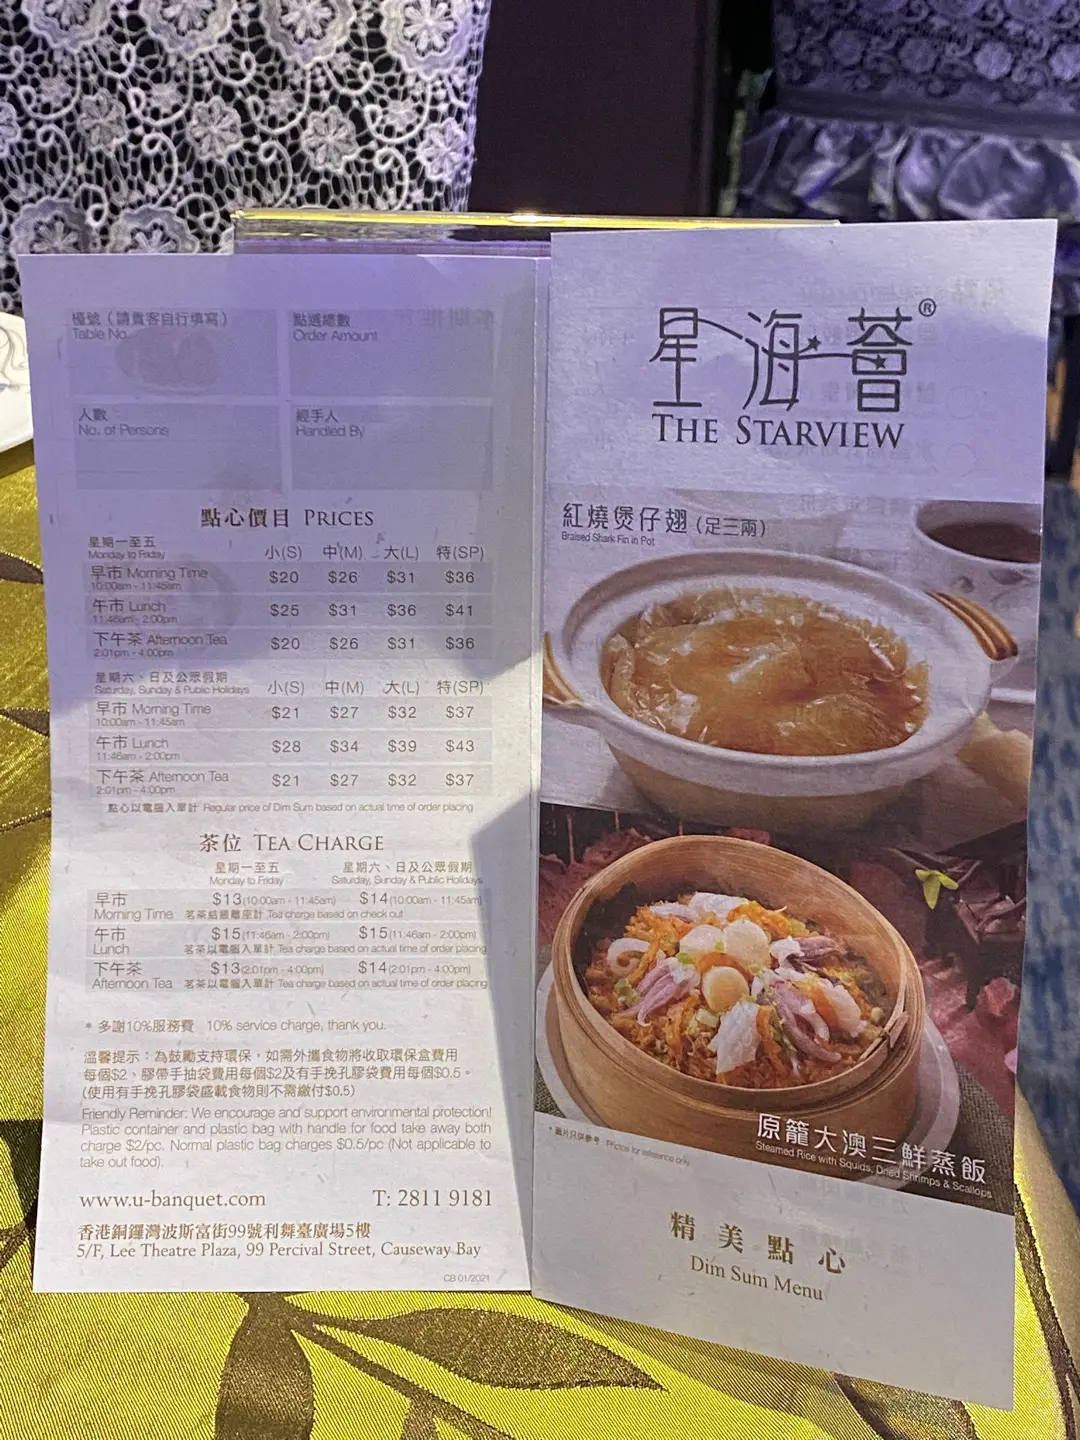 檯號（請貴客自行填寫）
Table No.
點選總數
Order Amount
人數
No. of Persons
經手人
Handled By
點心價目 PRICES
星期一至五
Monday to Friday
小(S) 中(M) 大(L) 特(SP)
早市 Morning Time $20 $26 $31 $36
10:00am - 11:45am
午市 Lunch $25 $31 $36 $41
11:46am - 2:00pm
下午茶 Afternoon Tea $20 $26 $31 $36
2:01pm - 4:00pm
星期六、日及公眾假期
Saturday, Sunday & Public Holidays
小(S) 中(M) 大(L) 特(SP)
早市 Morning Time $21 $27 $32 $37
10:00am - 11:45am
午市 Lunch $28 $34 $39 $43
11:46am - 2:00pm
下午茶 Afternoon Tea $21 $27 $32 $37
2:01pm - 4:00pm
點心以電腦入單計 Regular price of Dim Sum based on actual time of order placing
茶位 TEA CHARGE
星期一至五 星期六、日及公眾假期
Monday to Friday Saturday, Sunday & Public Holidays
早市 $13(10:00am - 11:45am) $14(10:00am - 11:45am)
Morning Time 茗茶結賬離座計 Tea charge based on check out
午市 $15(11:46am - 2:00pm) $15(11:46am - 2:00pm)
Lunch 茗茶以電腦入單計 Tea charge based on actual time of order placing
下午茶 $13(2:01pm - 4:00pm) $14(2:01pm - 4:00pm)
Afternoon Tea 茗茶以電腦入單計 Tea charge based on actual time of order placing
* 多謝10%服務費 10% service charge, thank you.
溫馨提示：為鼓勵支持環保，如需外攜食物將收取環保盒費用
每個$2、膠帶手抽袋費用每個$2及有手挽孔膠袋費用每個$0.5。
(使用有手挽孔膠袋盛載食物則不需繳付$0.5)
Friendly Reminder: We encourage and support environmental protection!
Plastic container and plastic bag with handle for food take away both
charge $2/pc. Normal plastic bag charges $0.5/pc (Not applicable to
take out food).
www.u-banquet.com T: 2811 9181
香港銅鑼灣波斯富街99號利舞臺廣場5樓
5/F, Lee Theatre Plaza, 99 Percival Street, Causeway Bay
CB 01/2021
星海薈®
THE STARVIEW
紅燒煲仔翅（足三兩）
Braised Shark Fin in Pot
* 圖片只供參考 Photos for reference only
原籠大澳三鮮蒸飯
Steamed Rice with Squids, Dried Shrimps & Scallops
精美點心
Dim Sum Menu